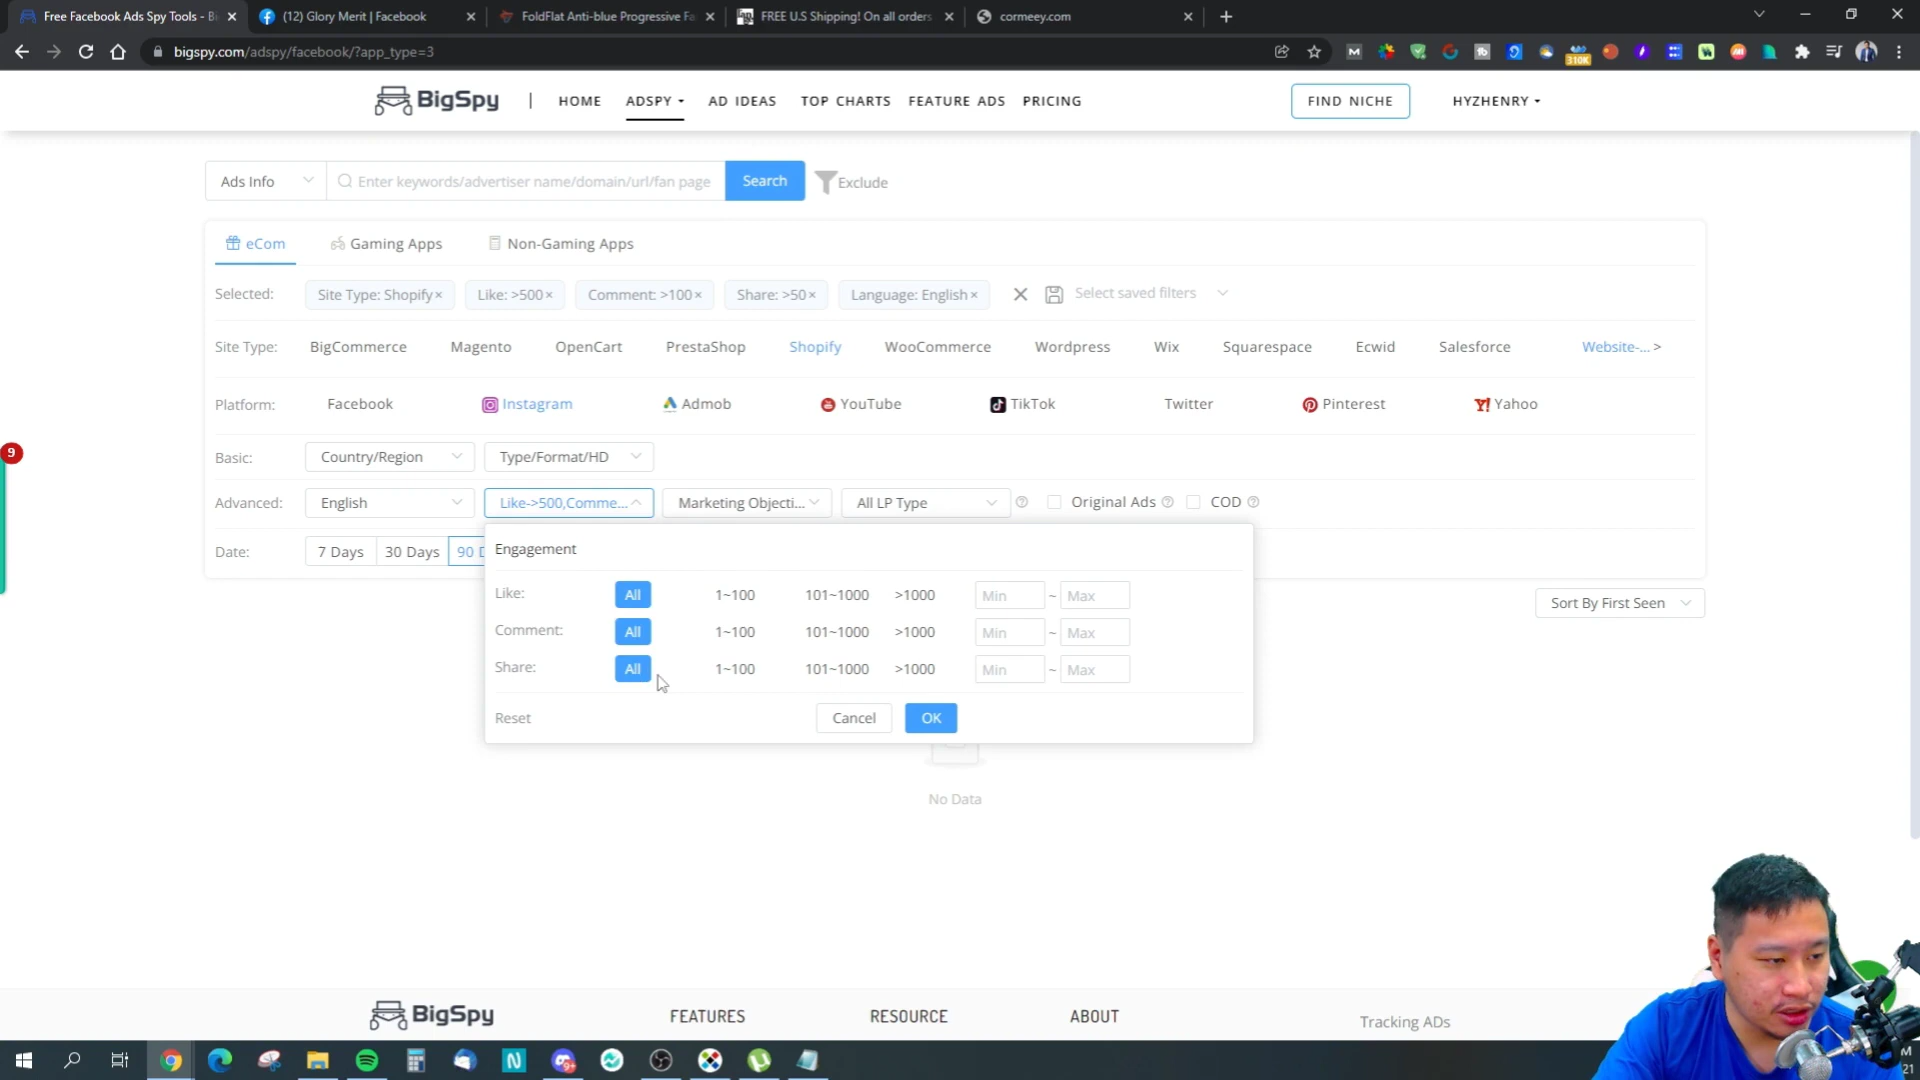 Free Facebook Ads Spy Tools - Bi
(12) Glory Merit | Facebook
FoldFlat Anti-blue Progressive Fa
FREE U.S Shipping! On all orders
cormeey.com
bigspy.com/adspy/facebook/?app_type=3
310K
BigSpy | HOME ADSPY AD IDEAS TOP CHARTS FEATURE ADS PRICING FIND NICHE HYZHENRY
Ads Info Enter keywords/advertiser name/domain/url/fan page Search Exclude
eCom Gaming Apps Non-Gaming Apps
Selected: Site Type: Shopify× Like: >500× Comment: >100× Share: >50× Language: English× Select saved filters
Site Type: BigCommerce Magento OpenCart PrestaShop Shopify WooCommerce Wordpress Wix Squarespace Ecwid Salesforce Website-... >
Platform: Facebook Instagram Admob YouTube TikTok Twitter Pinterest Yahoo
9
Basic: Country/Region Type/Format/HD
Advanced: English Like->500,Comme... Marketing Objecti... All LP Type Original Ads COD
Date: 7 Days 30 Days 90 D
Engagement
Like: All 1~100 101~1000 >1000 Min ~ Max
Comment: All 1~100 101~1000 >1000 Min ~ Max
Share: All 1~100 101~1000 >1000 Min ~ Max
Reset Cancel OK
Sort By First Seen
No Data
BigSpy FEATURES RESOURCE ABOUT Tracking ADs
M
21